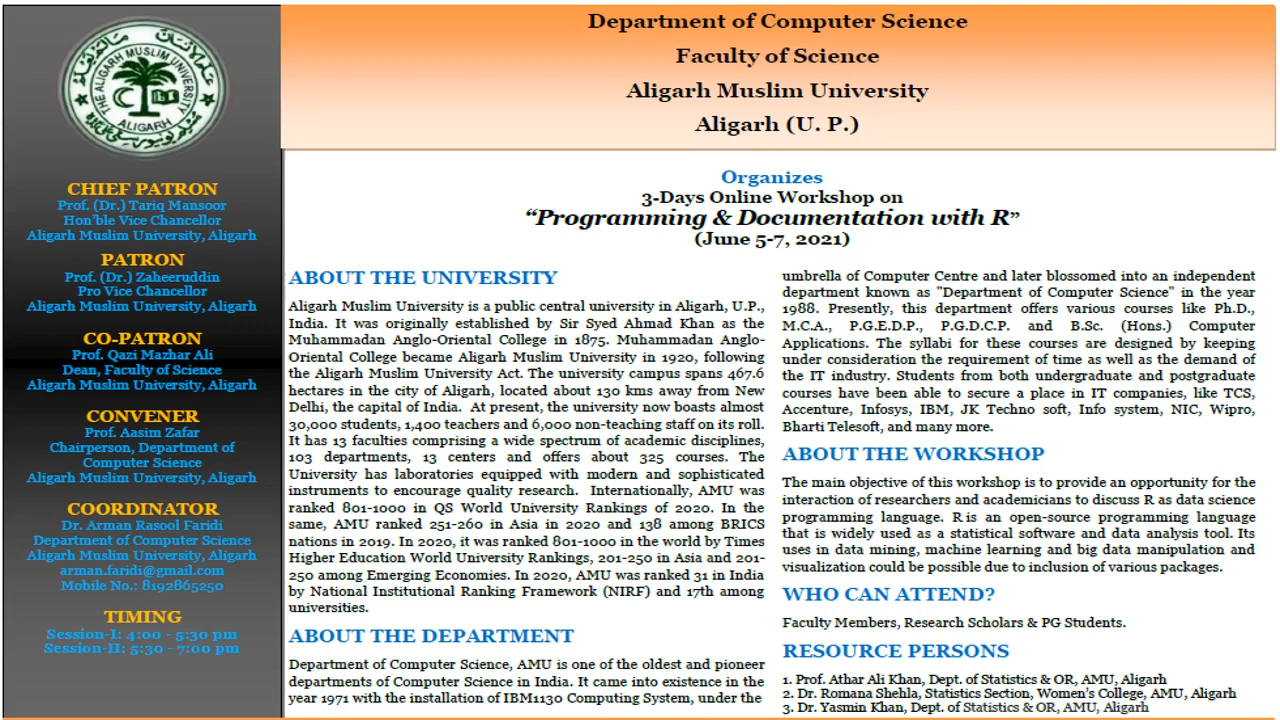 THE ALIGARH MUSLIM UNIVERSITY
ALIGARH
CHIEF PATRON
Prof. (Dr.) Tariq Mansoor
Hon'ble Vice Chancellor
Aligarh Muslim University, Aligarh
PATRON
Prof. (Dr.) Zaheeruddin
Pro Vice Chancellor
Aligarh Muslim University, Aligarh
CO-PATRON
Prof. Qazi Mazhar Ali
Dean, Faculty of Science
Aligarh Muslim University, Aligarh
CONVENER
Prof. Aasim Zafar
Chairperson, Department of
Computer Science
Aligarh Muslim University, Aligarh
COORDINATOR
Dr. Arman Rasool Faridi
Department of Computer Science
Aligarh Muslim University, Aligarh
arman.faridi@gmail.com
Mobile No.: 8192865250
TIMING
Session-I: 4:00 - 5:30 pm
Session-II: 5:30 - 7:00 pm
Department of Computer Science
Faculty of Science
Aligarh Muslim University
Aligarh (U. P.)
Organizes
3-Days Online Workshop on
“Programming & Documentation with R”
(June 5-7, 2021)
ABOUT THE UNIVERSITY
Aligarh Muslim University is a public central university in Aligarh, U.P.,
India. It was originally established by Sir Syed Ahmad Khan as the
Muhammadan Anglo-Oriental College in 1875. Muhammadan Anglo-
Oriental College became Aligarh Muslim University in 1920, following
the Aligarh Muslim University Act. The university campus spans 467.6
hectares in the city of Aligarh, located about 130 kms away from New
Delhi, the capital of India. At present, the university now boasts almost
30,000 students, 1,400 teachers and 6,000 non-teaching staff on its roll.
It has 13 faculties comprising a wide spectrum of academic disciplines,
103 departments, 13 centers and offers about 325 courses. The
University has laboratories equipped with modern and sophisticated
instruments to encourage quality research. Internationally, AMU was
ranked 801-1000 in QS World University Rankings of 2020. In the
same, AMU ranked 251-260 in Asia in 2020 and 138 among BRICS
nations in 2019. In 2020, it was ranked 801-1000 in the world by Times
Higher Education World University Rankings, 201-250 in Asia and 201-
250 among Emerging Economies. In 2020, AMU was ranked 31 in India
by National Institutional Ranking Framework (NIRF) and 17th among
universities.
ABOUT THE DEPARTMENT
Department of Computer Science, AMU is one of the oldest and pioneer
departments of Computer Science in India. It came into existence in the
year 1971 with the installation of IBM1130 Computing System, under the
umbrella of Computer Centre and later blossomed into an independent
department known as "Department of Computer Science" in the year
1988. Presently, this department offers various courses like Ph.D.,
M.C.A., P.G.E.D.P., P.G.D.C.P. and B.Sc. (Hons.) Computer
Applications. The syllabi for these courses are designed by keeping
under consideration the requirement of time as well as the demand of
the IT industry. Students from both undergraduate and postgraduate
courses have been able to secure a place in IT companies, like TCS,
Accenture, Infosys, IBM, JK Techno soft, Info system, NIC, Wipro,
Bharti Telesoft, and many more.
ABOUT THE WORKSHOP
The main objective of this workshop is to provide an opportunity for the
interaction of researchers and academicians to discuss R as data science
programming language. R is an open-source programming language
that is widely used as a statistical software and data analysis tool. Its
uses in data mining, machine learning and big data manipulation and
visualization could be possible due to inclusion of various packages.
WHO CAN ATTEND?
Faculty Members, Research Scholars & PG Students.
RESOURCE PERSONS
1. Prof. Athar Ali Khan, Dept. of Statistics & OR, AMU, Aligarh
2. Dr. Romana Shehla, Statistics Section, Women's College, AMU, Aligarh
3. Dr. Yasmin Khan, Dept. of Statistics & OR, AMU, Aligarh